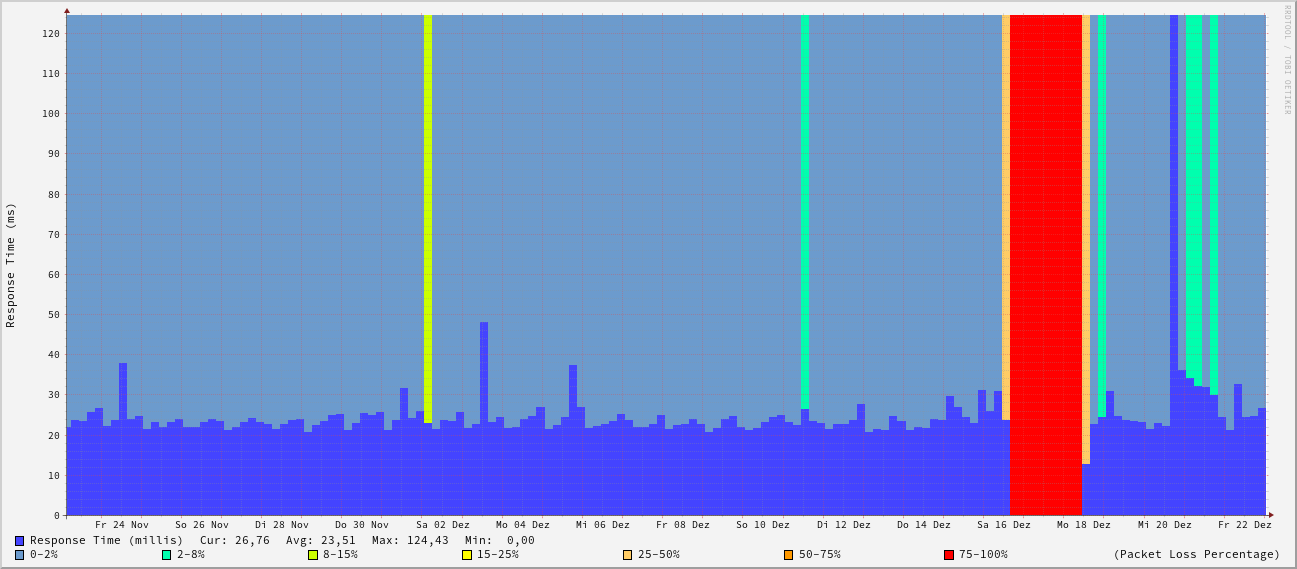 RRDTOOL / TOBI OETIKER
Response Time (ms)
120
110
100
90
80
70
60
50
40
30
20
10
0
Fr 24 Nov So 26 Nov Di 28 Nov Do 30 Nov Sa 02 Dez Mo 04 Dez Mi 06 Dez Fr 08 Dez So 10 Dez Di 12 Dez Do 14 Dez Sa 16 Dez Mo 18 Dez Mi 20 Dez Fr 22 Dez
Response Time (millis) Cur: 26,76 Avg: 23,51 Max: 124,43 Min: 0,00
0-2% 2-8% 8-15% 15-25% 25-50% 50-75% 75-100% (Packet Loss Percentage)